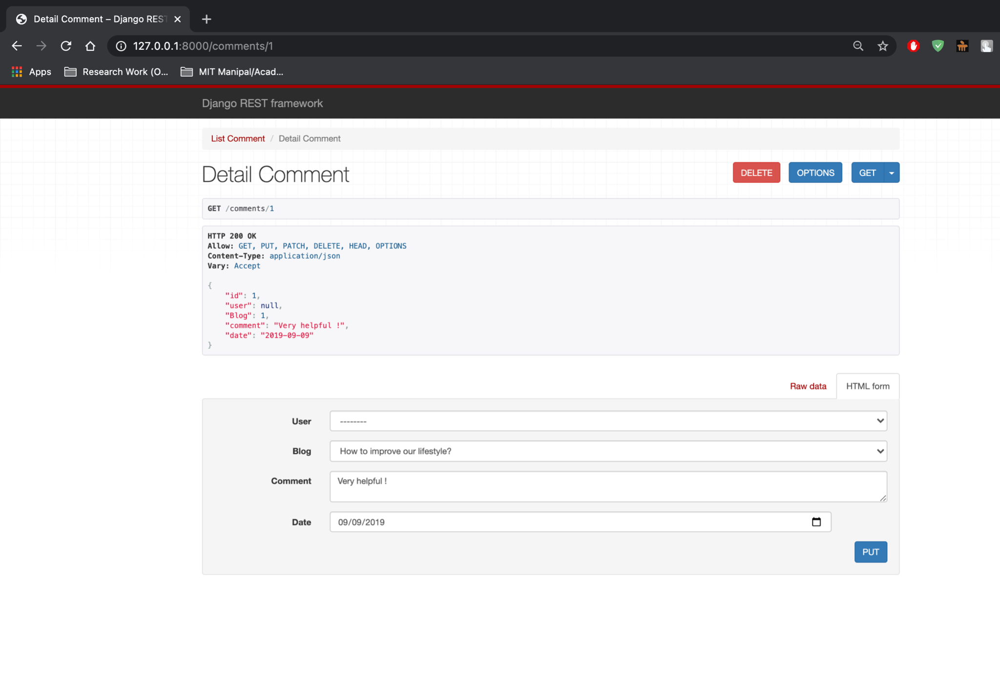 Detail Comment – Django REST
127.0.0.1:8000/comments/1
Apps
Research Work (O...
MIT Manipal/Acad...
Django REST framework
List Comment / Detail Comment
Detail Comment
DELETE
OPTIONS
GET
GET /comments/1
HTTP 200 OK
Allow: GET, PUT, PATCH, DELETE, HEAD, OPTIONS
Content-Type: application/json
Vary: Accept
{
"id": 1,
"user": null,
"Blog": 1,
"comment": "Very helpful !",
"date": "2019-09-09"
}
Raw data
HTML form
User
--------
Blog
How to improve our lifestyle?
Comment
Very helpful !
Date
09/09/2019
PUT